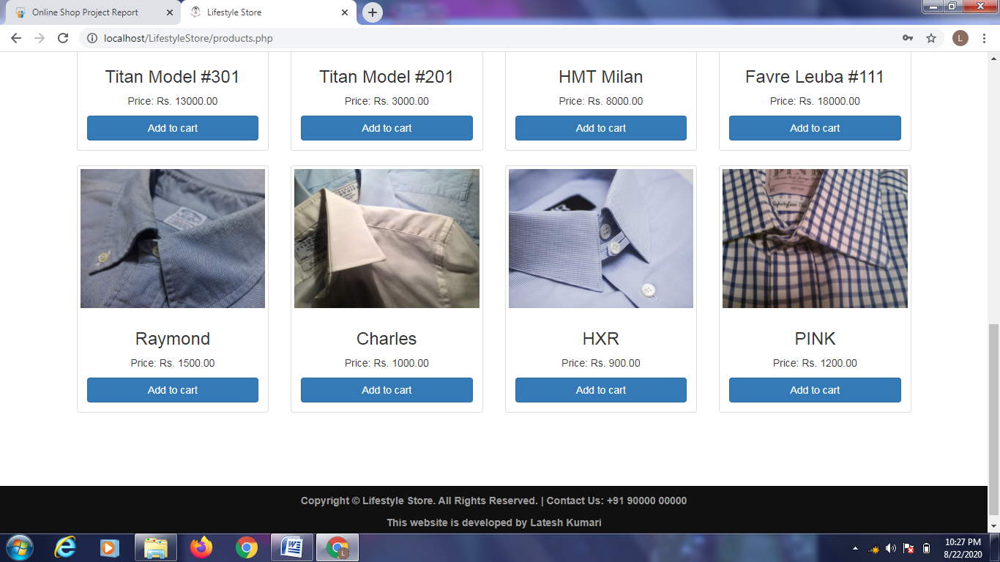 Online Shop Project Report
Lifestyle Store
localhost/LifestyleStore/products.php
L
Titan Model #301
Price: Rs. 13000.00
Add to cart
Titan Model #201
Price: Rs. 3000.00
Add to cart
HMT Milan
Price: Rs. 8000.00
Add to cart
Favre Leuba #111
Price: Rs. 18000.00
Add to cart
Raymond
Price: Rs. 1500.00
Add to cart
Charles
Price: Rs. 1000.00
Add to cart
HXR
Price: Rs. 900.00
Add to cart
PINK
Price: Rs. 1200.00
Add to cart
Copyright © Lifestyle Store. All Rights Reserved. | Contact Us: +91 90000 00000
This website is developed by Latesh Kumari
10:27 PM
8/22/2020